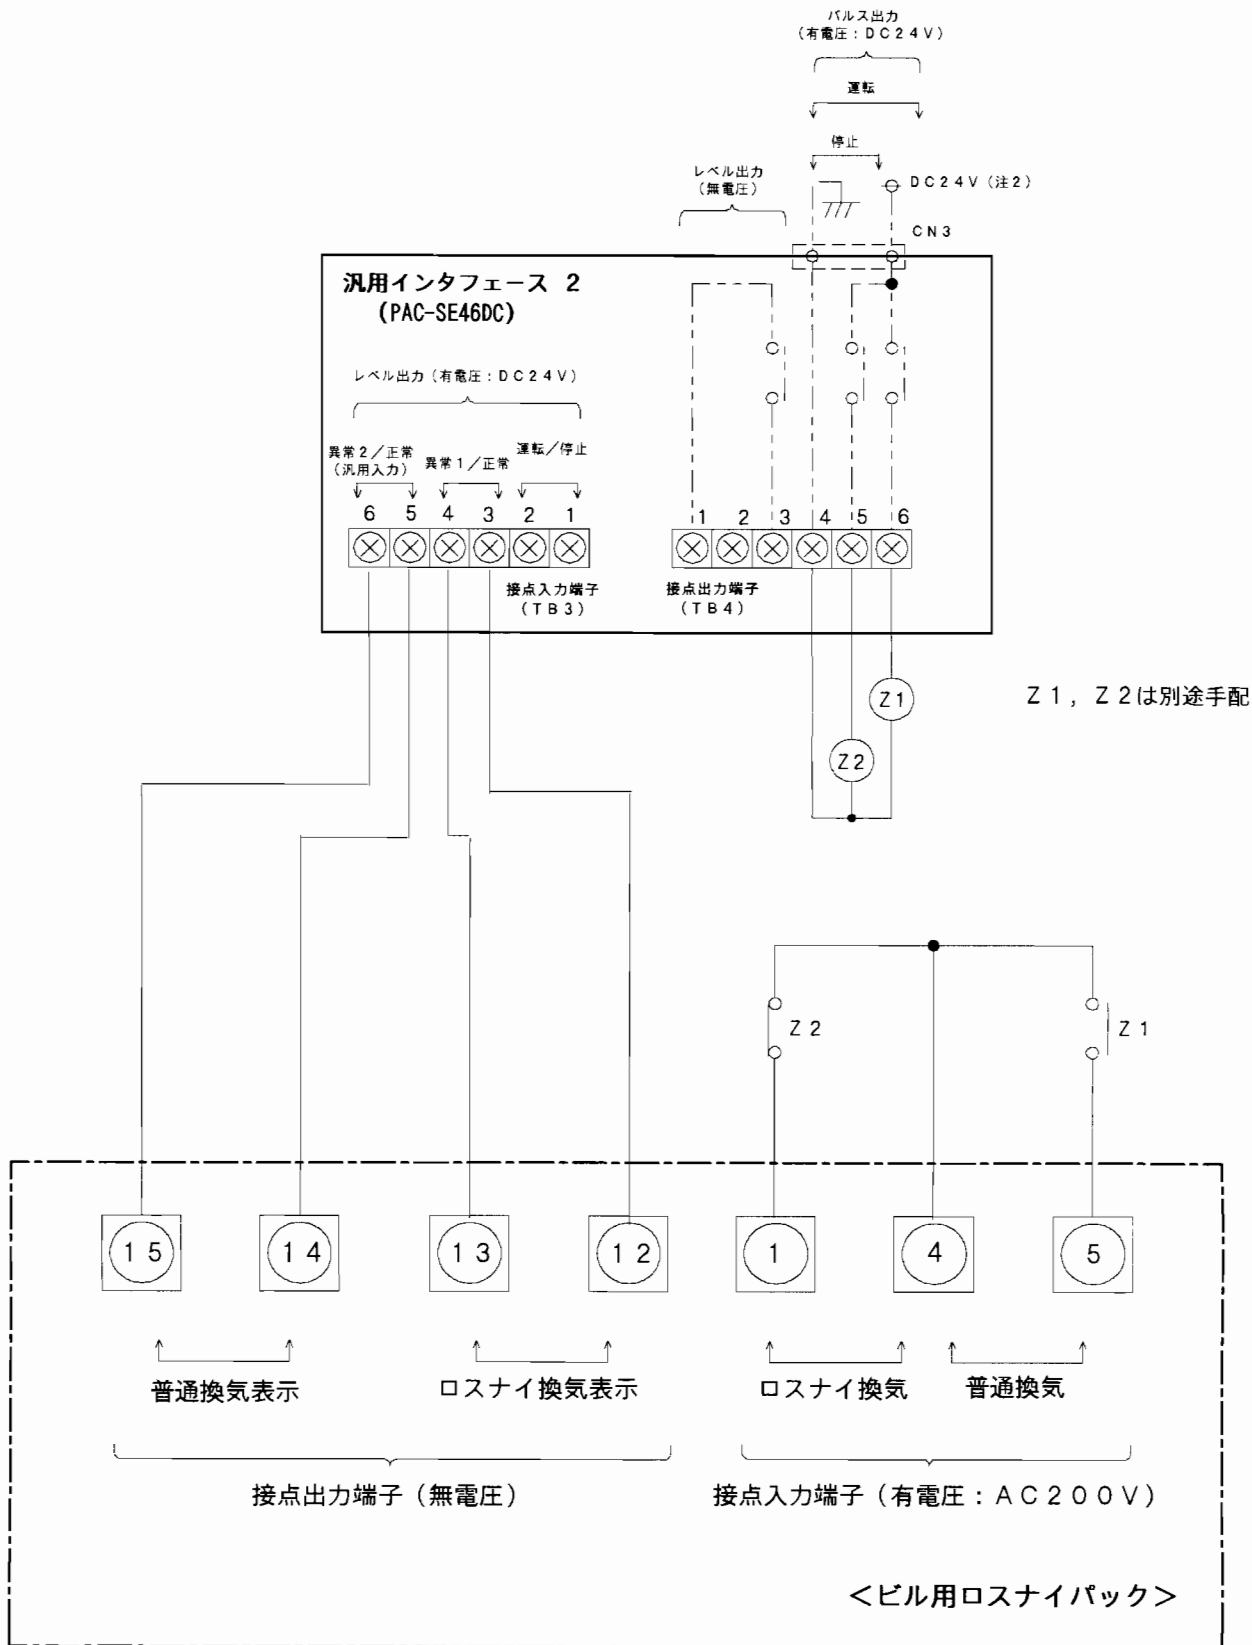 パルス出力
(有電圧：DC24V)
運転
停止
レベル出力
(無電圧)
DC24V (注2)
CN3
汎用インタフェース 2
(PAC-SE46DC)
レベル出力 (有電圧：DC24V)
異常2/正常
(汎用入力)
異常1/正常
運転/停止
6 5 4 3 2 1
1 2 3 4 5 6
接点入力端子
(TB3)
接点出力端子
(TB4)
Z1
Z1, Z2は別途手配
Z2
Z2
Z1
15 14 13 12 1 4 5
普通換気表示
ロスナイ換気表示
ロスナイ換気
普通換気
接点出力端子 (無電圧)
接点入力端子 (有電圧：AC200V)
<ビル用ロスナイパック>